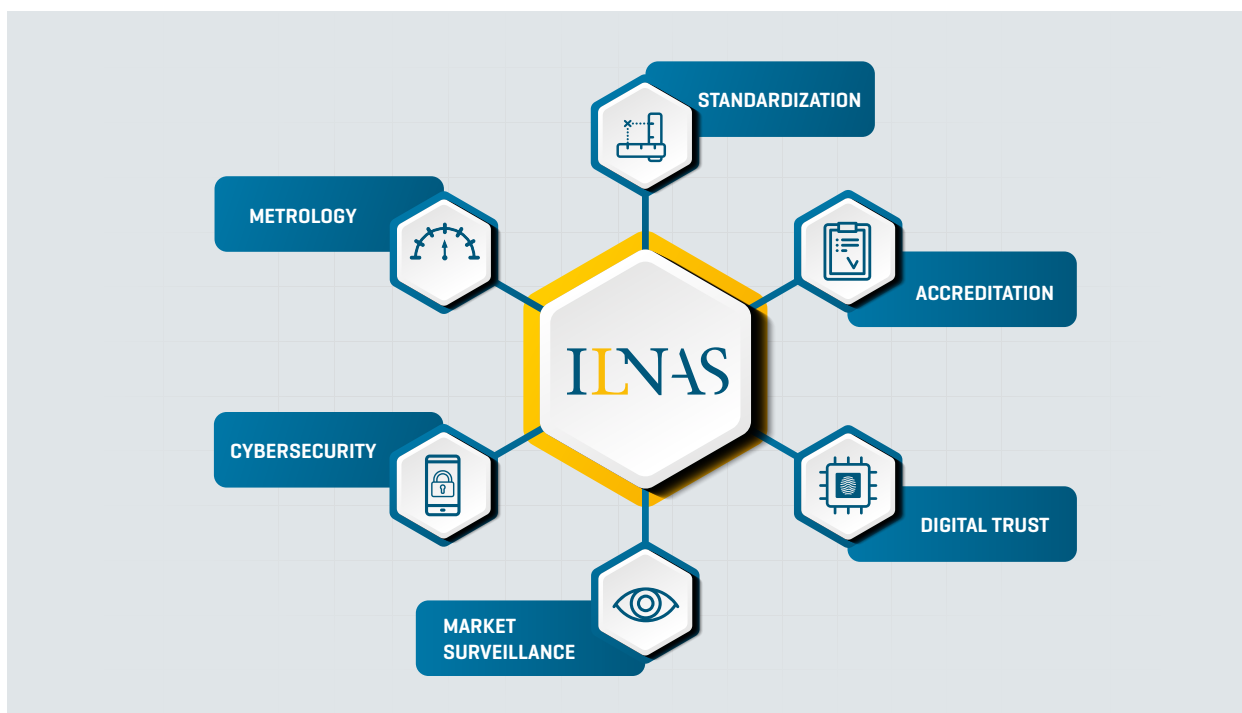 STANDARDIZATION
METROLOGY
ACCREDITATION
ILNAS
CYBERSECURITY
DIGITAL TRUST
MARKET
SURVEILLANCE